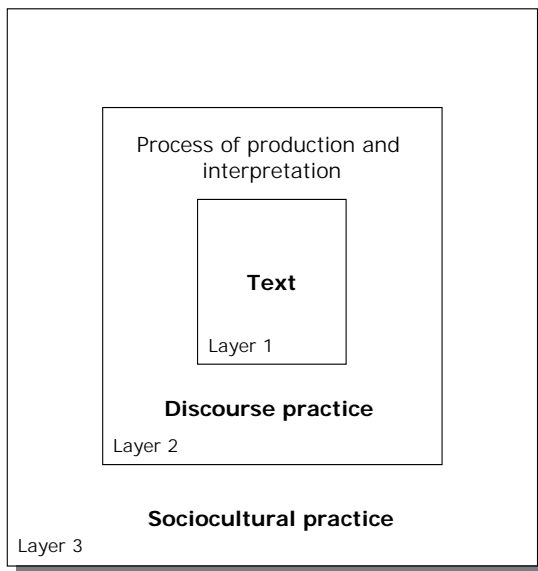 Process of production and
interpretation
Text
Layer 1
Discourse practice
Layer 2
Sociocultural practice
Layer 3